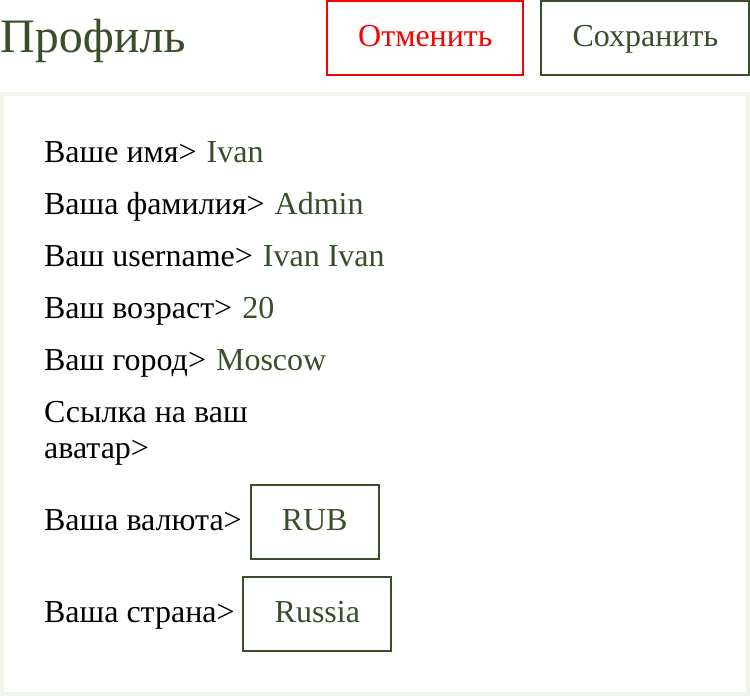 Профиль
Отменить
Сохранить
Ваше имя> Ivan
Ваша фамилия> Admin
Ваш username> Ivan Ivan
Ваш возраст> 20
Ваш город> Moscow
Ссылка на ваш
аватар>
Ваша валюта> RUB
Ваша страна> Russia